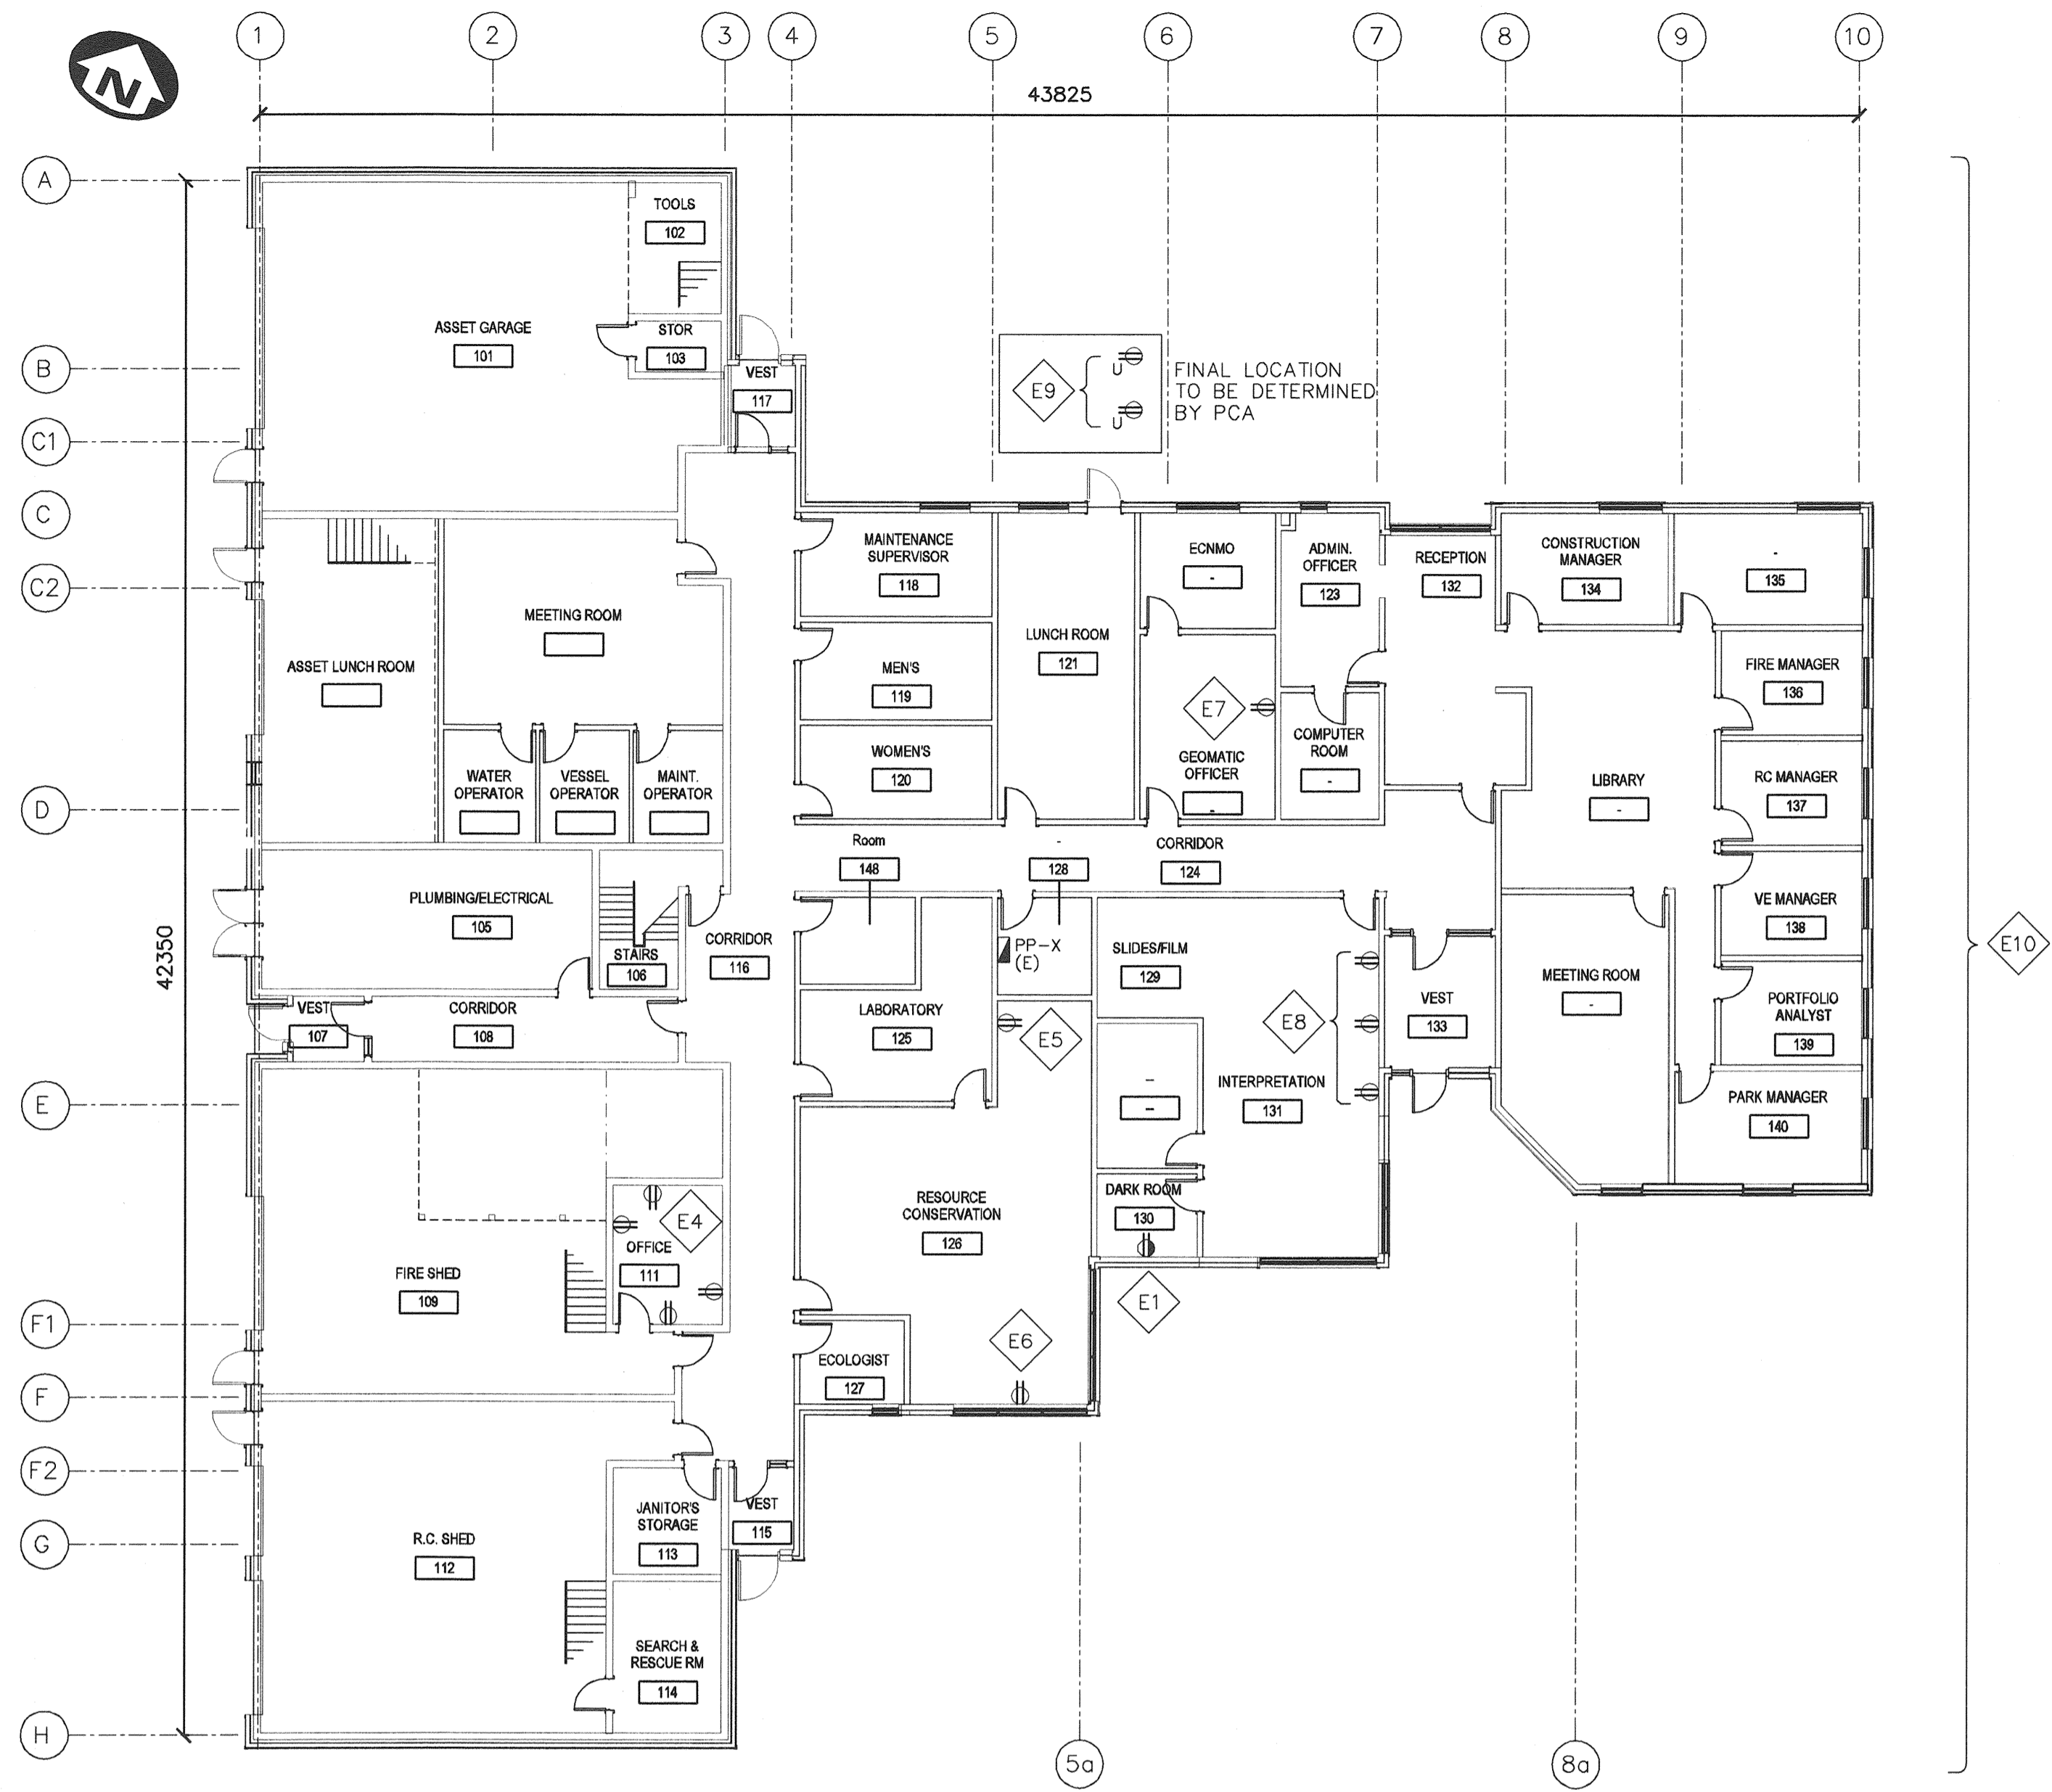 1
2
3
4
5
6
7
8
9
10
N
43825
A
TOOLS
102
ASSET GARAGE
101
STOR
103
B
VEST
117
E9
U
U
FINAL LOCATION
TO BE DETERMINED
BY PCA
C1
C
C2
MAINTENANCE
SUPERVISOR
118
ECNMO
-
ADMIN.
OFFICER
123
RECEPTION
132
CONSTRUCTION
MANAGER
134
-
135
MEETING ROOM
ASSET LUNCH ROOM
MEN'S
119
LUNCH ROOM
121
FIRE MANAGER
136
E7
GEOMATIC
OFFICER
-
COMPUTER
ROOM
-
WOMEN'S
120
WATER
OPERATOR
VESSEL
OPERATOR
MAINT.
OPERATOR
LIBRARY
-
RC MANAGER
137
D
Room
148
-
128
CORRIDOR
124
VE MANAGER
138
PLUMBING/ELECTRICAL
105
STAIRS
106
CORRIDOR
116
42350
PP-X
(E)
SLIDES/FILM
129
E10
MEETING ROOM
-
VEST
107
CORRIDOR
108
LABORATORY
125
E5
E8
VEST
133
PORTFOLIO
ANALYST
139
E
-
-
INTERPRETATION
131
PARK MANAGER
140
RESOURCE
CONSERVATION
126
DARK ROOM
130
E4
OFFICE
111
FIRE SHED
109
E1
F1
E6
ECOLOGIST
127
F
F2
JANITOR'S
STORAGE
113
VEST
115
G
R.C. SHED
112
SEARCH &
RESCUE RM
114
H
5a
8a